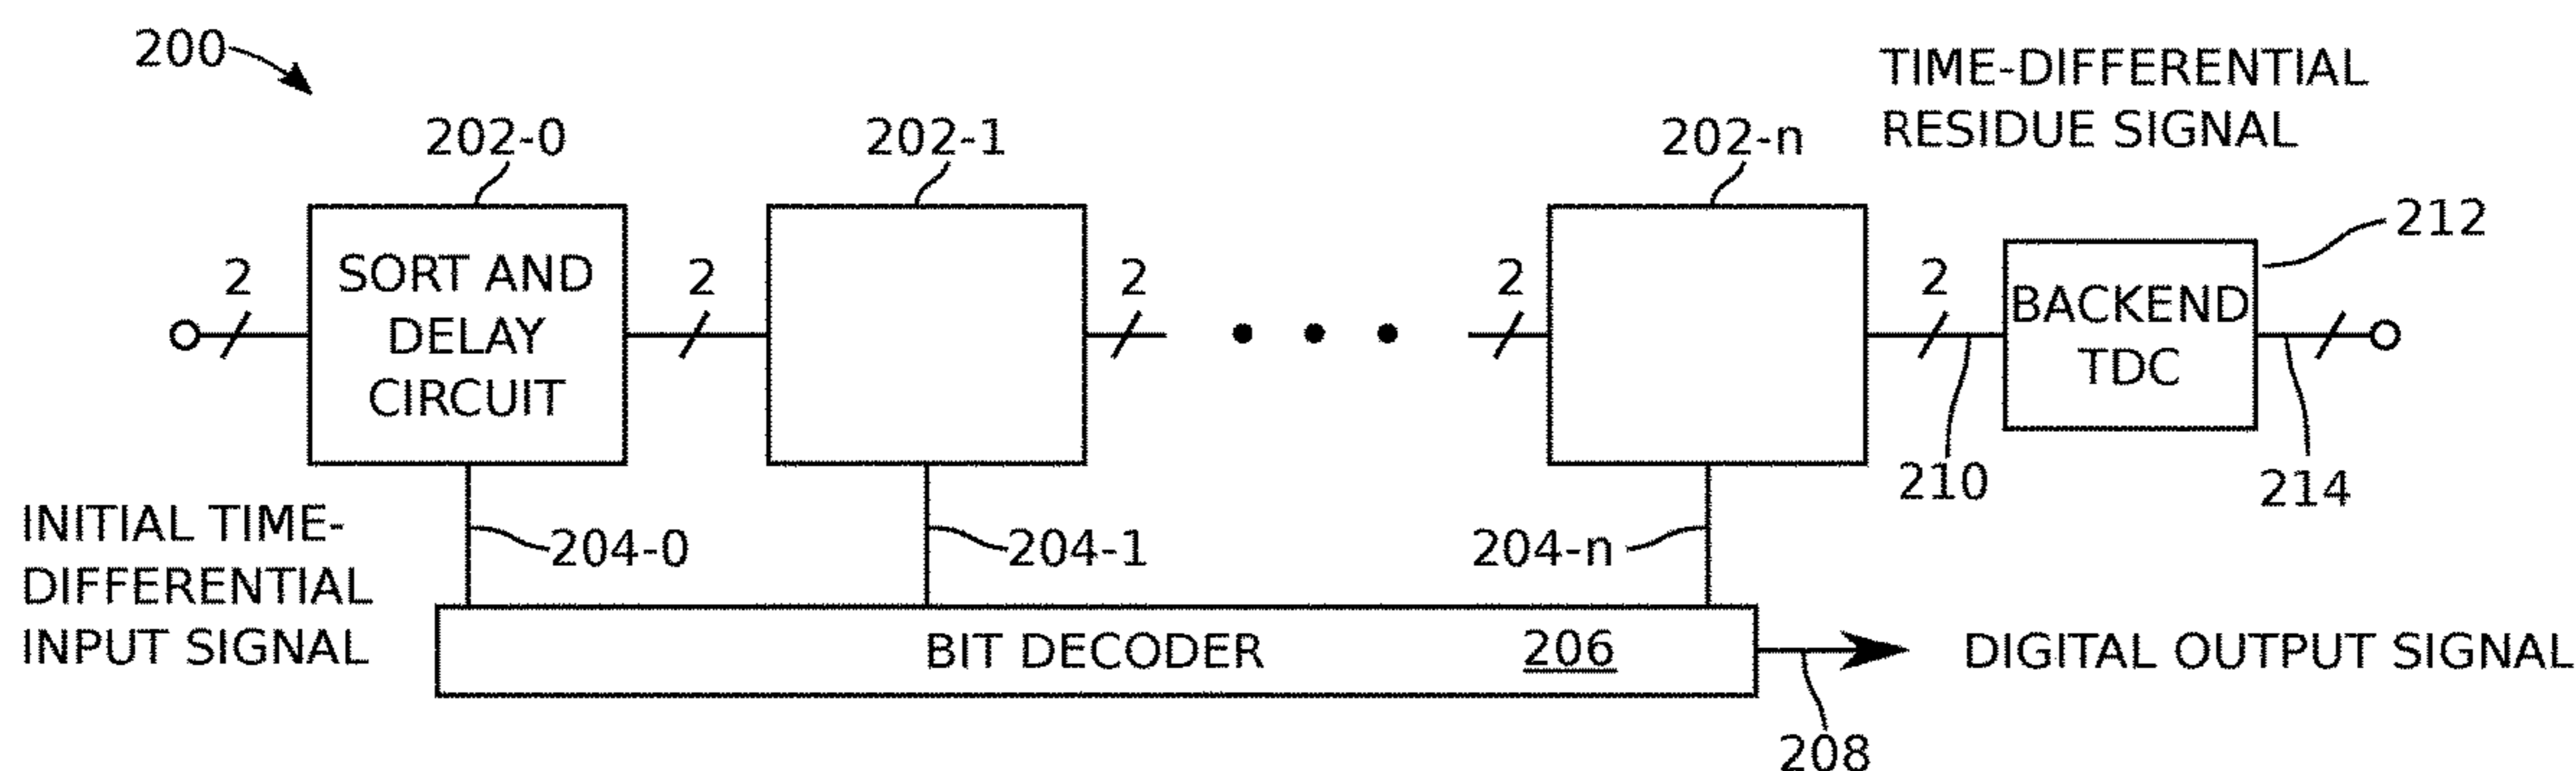 200
TIME-DIFFERENTIAL
RESIDUE SIGNAL
202-0
202-1
202-n
212
2
SORT AND
DELAY
CIRCUIT
2
2
2
2
BACKEND
TDC
210
214
INITIAL TIME-
DIFFERENTIAL
INPUT SIGNAL
204-0
204-1
204-n
BIT DECODER 206
DIGITAL OUTPUT SIGNAL
208